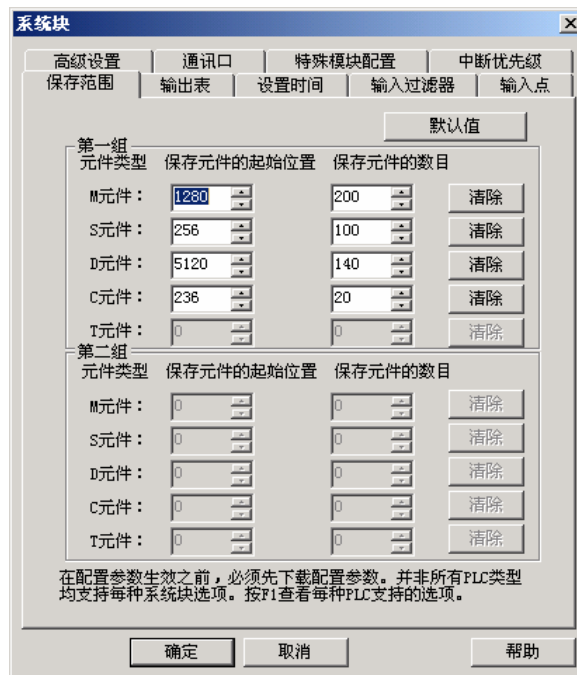 系统块
高级设置 通讯口 特殊模块配置 中断优先级
保存范围 输出表 设置时间 输入过滤器 输入点
默认值
第一组
元件类型 保存元件的起始位置 保存元件的数目
M元件： 1280 200 清除
S元件： 256 100 清除
D元件： 5120 140 清除
C元件： 236 20 清除
T元件： 0 0 清除
第二组
元件类型 保存元件的起始位置 保存元件的数目
M元件： 0 0 清除
S元件： 0 0 清除
D元件： 0 0 清除
C元件： 0 0 清除
T元件： 0 0 清除
在配置参数生效之前，必须先下载配置参数。并非所有PLC类型
均支持每种系统块选项。按F1查看每种PLC支持的选项。
确定 取消 帮助